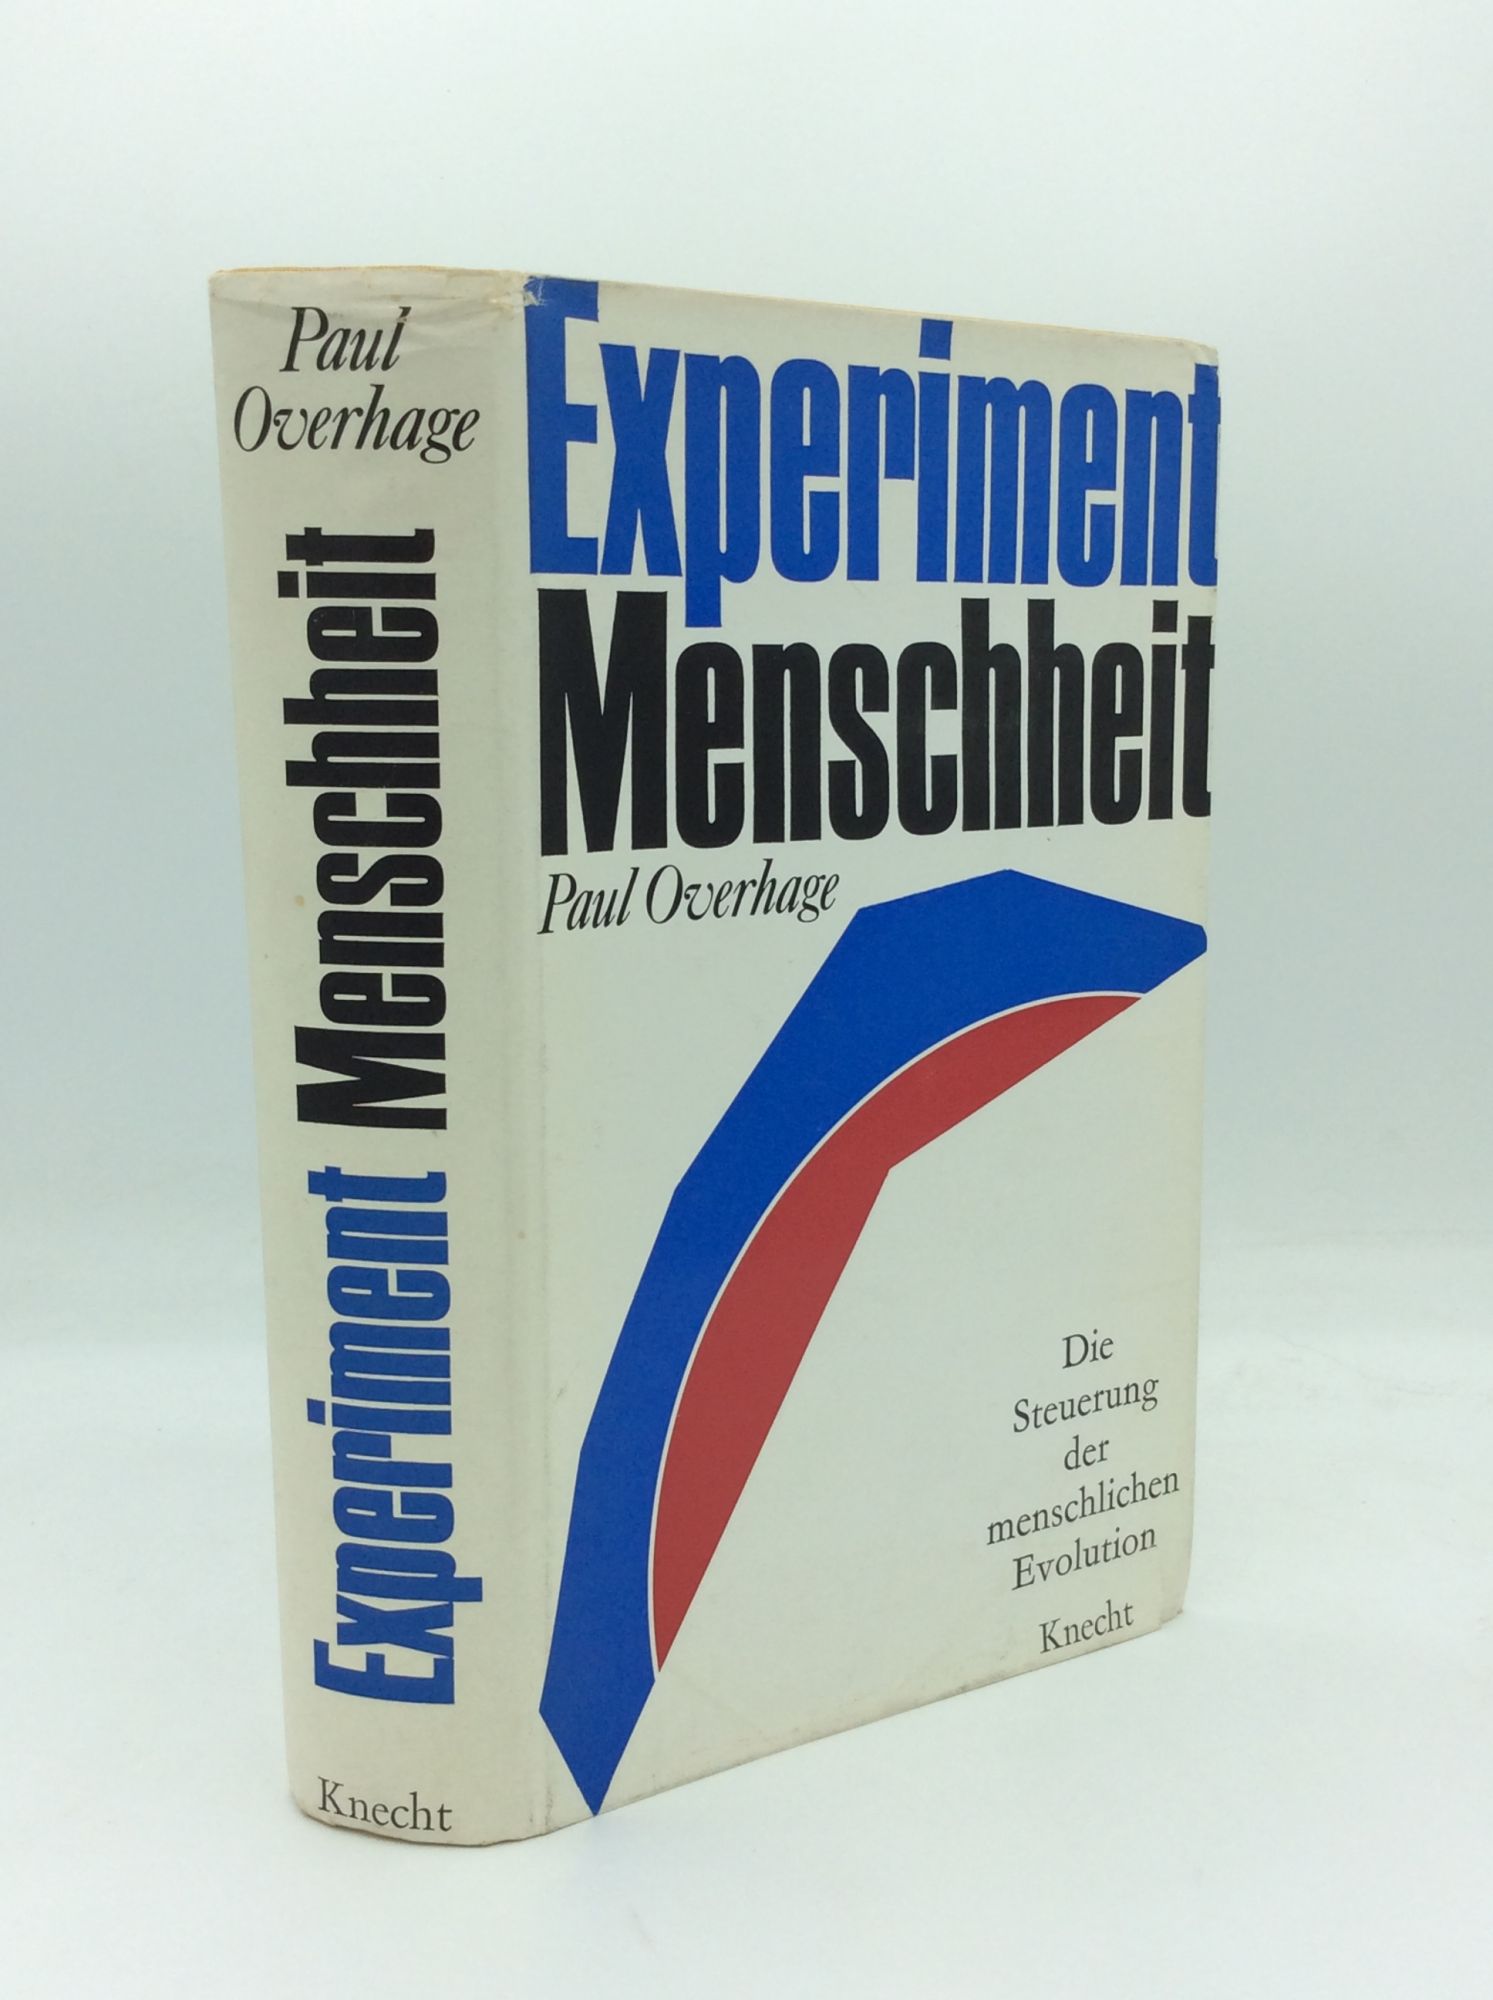 Paul
Overhage
Experiment Menschheit
Knecht
Experiment
Menschheit
Paul Overhage
Die
Steuerung
der
menschlichen
Evolution
Knecht